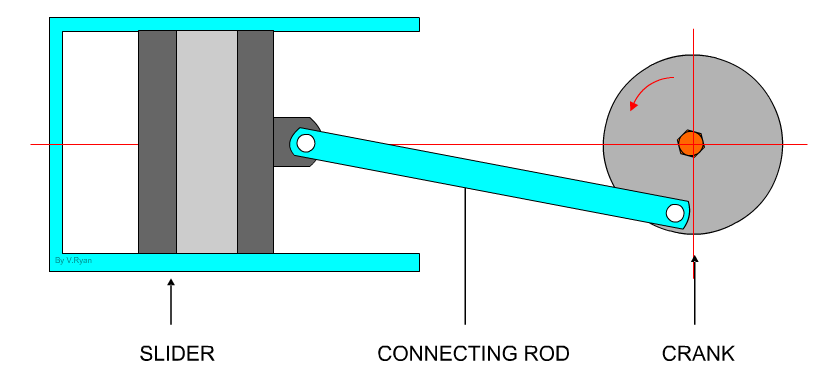 By V.Ryan
SLIDER
CONNECTING ROD
CRANK